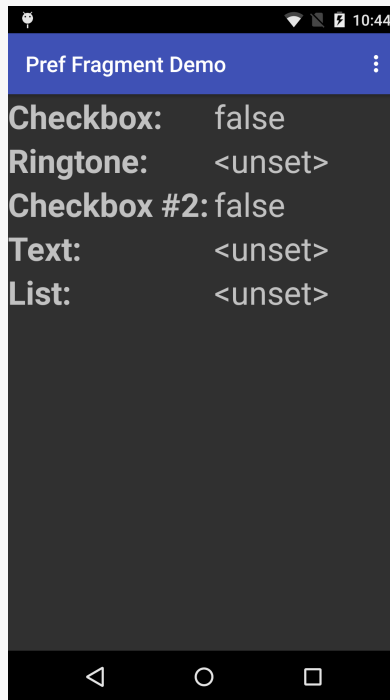 10:44
Pref Fragment Demo
Checkbox: false
Ringtone: <unset>
Checkbox #2: false
Text: <unset>
List: <unset>